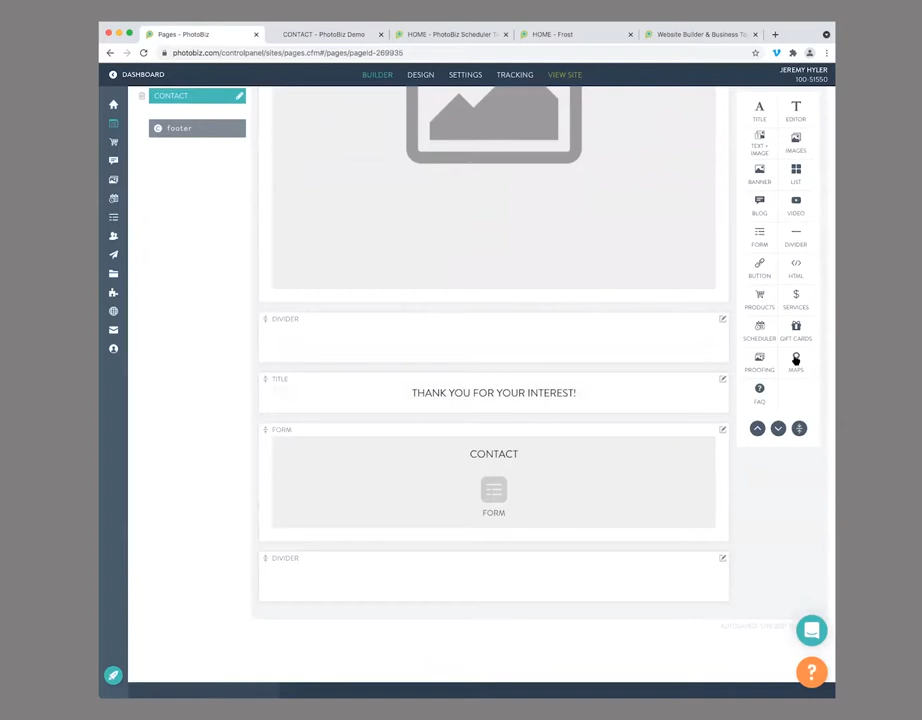 Pages - PhotoBiz
CONTACT - PhotoBiz Demo
HOME - PhotoBiz Scheduler T
HOME - Frost
Website Builder & Business To
photobiz.com/controlpanel/sites/pages.cfm#/pages/pageid-269935
DASHBOARD
BUILDER
DESIGN
SETTINGS
TRACKING
VIEW SITE
JEREMY HYLER
100-51550
CONTACT
footer
TITLE
EDITOR
TEXT +
IMAGE
IMAGES
BANNER
LIST
BLOG
VIDEO
FORM
DIVIDER
BUTTON
HTML
PRODUCTS
SERVICES
SCHEDULER
GIFT CARDS
PROOFING
MAPS
FAQ
DIVIDER
TITLE
THANK YOU FOR YOUR INTEREST!
FORM
CONTACT
FORM
DIVIDER
?